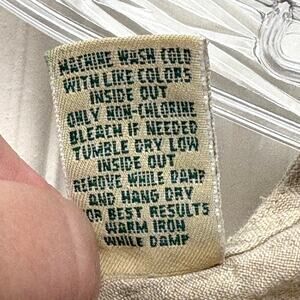 MACHINE WASH COLD
WITH LIKE COLORS
INSIDE OUT
ONLY NON-CHLORINE
BLEACH IF NEEDED
TUMBLE DRY LOW
INSIDE OUT
REMOVE WHILE DAMP
AND HANG DRY
FOR BEST RESULTS
WARM IRON
WHILE DAMP